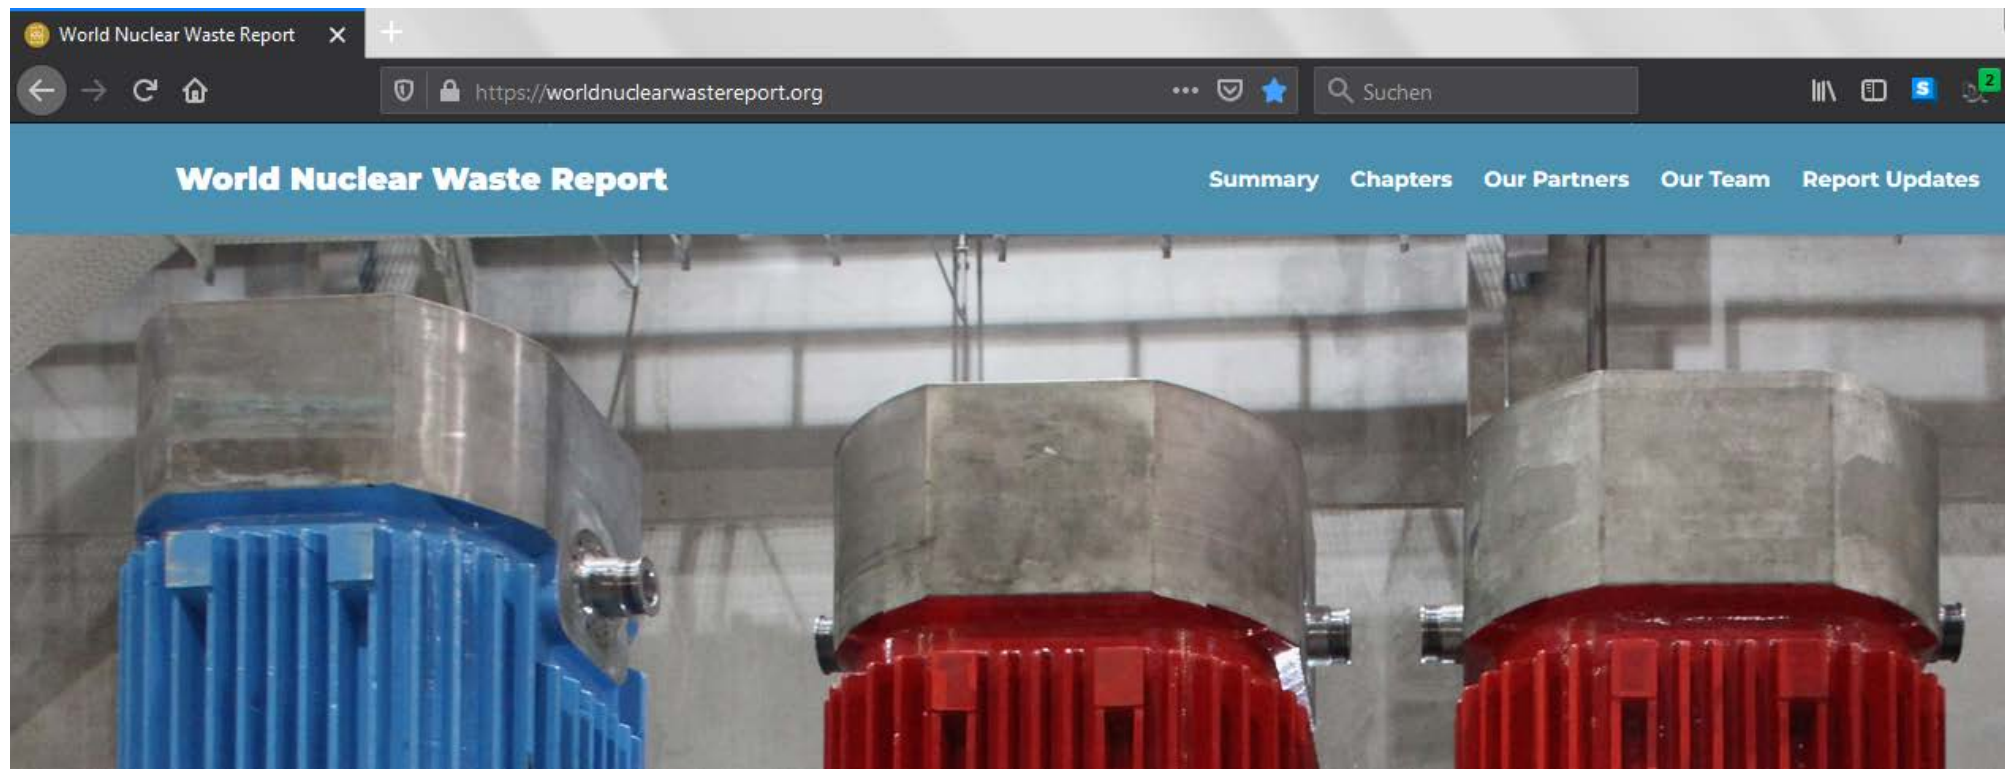 World Nuclear Waste Report
https://worldnuclearwastereport.org
Suchen
S
2
World Nuclear Waste Report
Summary Chapters Our Partners Our Team Report Updates